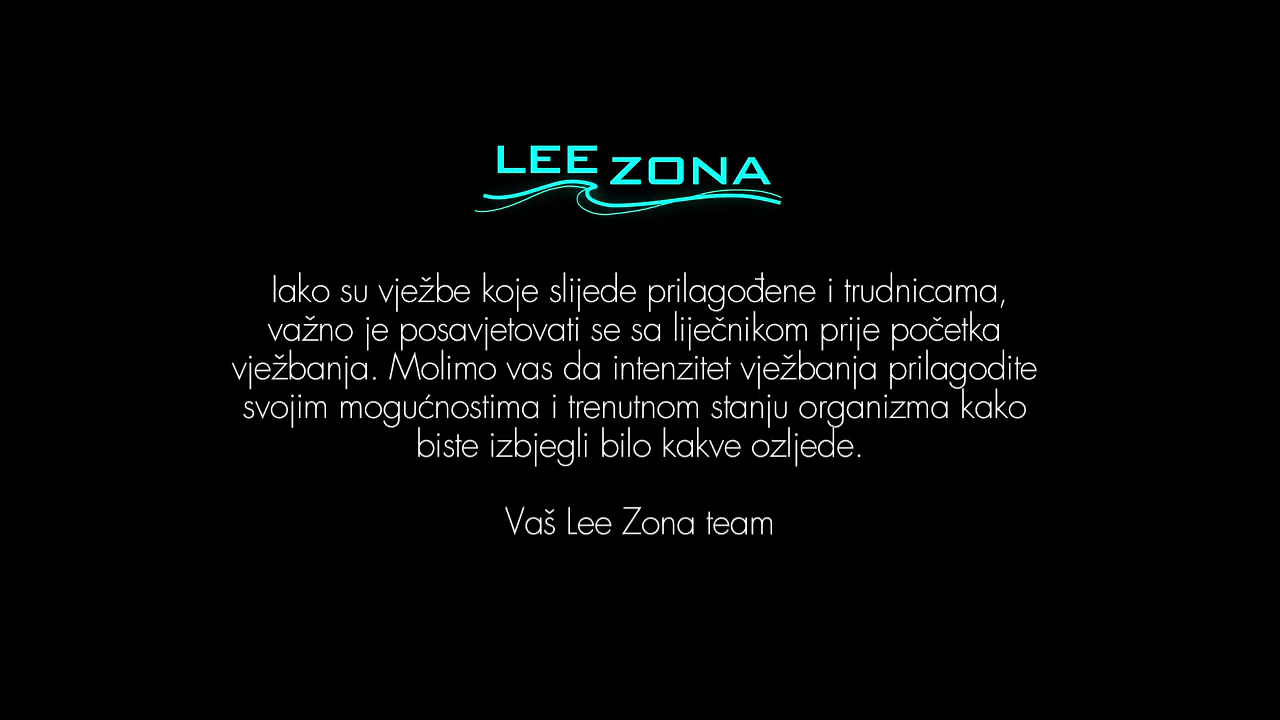 LEE ZONA
Iako su vježbe koje slijede prilagođene i trudnicama,
važno je posavjetovati se sa liječnikom prije početka
vježbanja. Molimo vas da intenzitet vježbanja prilagodite
svojim mogućnostima i trenutnom stanju organizma kako
biste izbjegli bilo kakve ozljede.
Vaš Lee Zona team